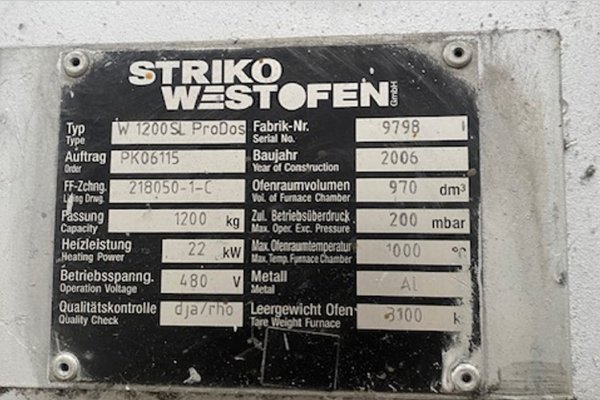 STRIKO
WESTOFEN GmbH
Typ W 1200SL ProDos Fabrik-Nr. 9798
Type Serial No.
Auftrag PK06115 Baujahr 2006
Order Year of Construction
FF-Zchng. 218050-1-C Ofenraumvolumen 970 dm³
Lining Drwg. Vol. of Furnace Chamber
Fassung 1200 kg Zul. Betriebsüberdruck 200 mbar
Capacity Max. Oper. Exc. Pressure
Heizleistung 22 kW Max. Ofenraumtemperatur 1000 °C
Heating Power Max. Temp. Furnace Chamber
Betriebsspanng. 480 V Metall Al
Operation Voltage Metal
Qualitätskontrolle dja/rho Leergewicht Ofen 3100 k
Quality Check Tare Weight Furnace